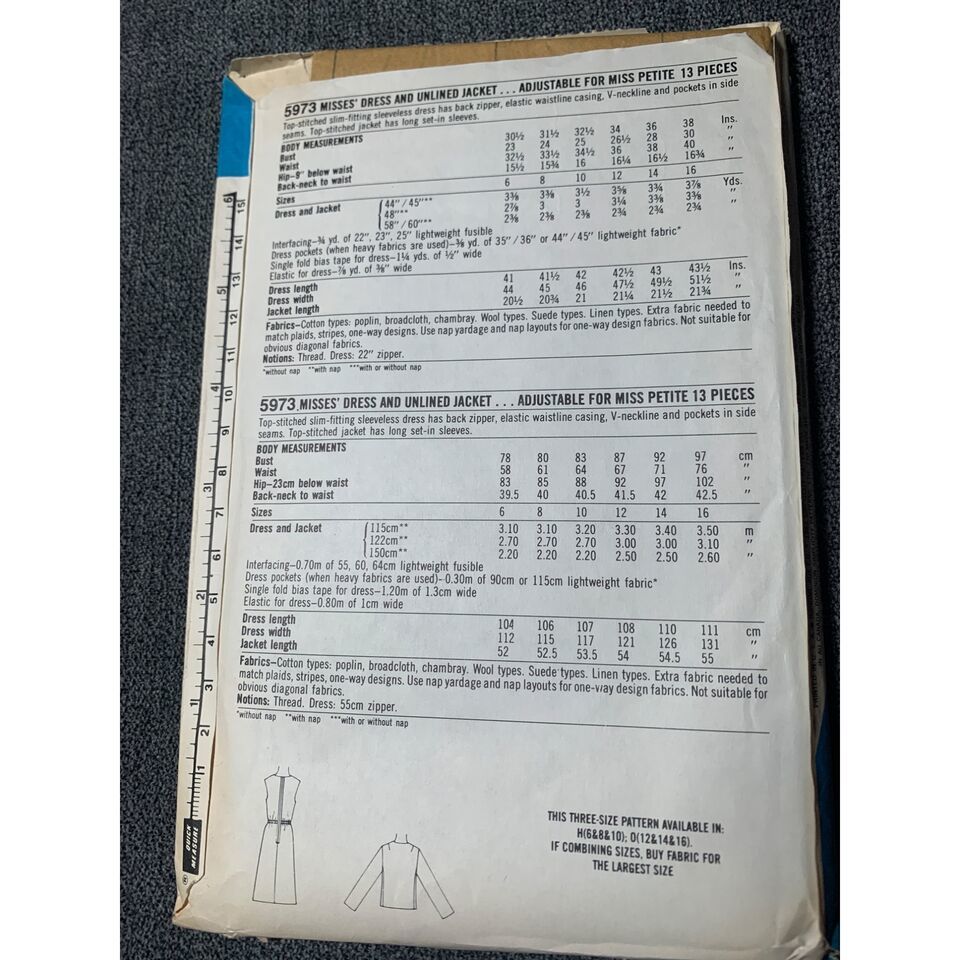 5973 MISSES' DRESS AND UNLINED JACKET . . . ADJUSTABLE FOR MISS PETITE 13 PIECES
Top-stitched slim-fitting sleeveless dress has back zipper, elastic waistline casing, V-neckline and pockets in side
seams. Top-stitched jacket has long set-in sleeves.
BODY MEASUREMENTS
Bust 30½ 31½ 32½ 34 36 38 Ins.
Waist 23 24 25 26½ 28 30 "
Hip–9" below waist 32½ 33½ 34½ 36 38 40 "
Back-neck to waist 15½ 15¾ 16 16¼ 16½ 16¾ "
Sizes 6 8 10 12 14 16
Dress and Jacket 44"/45"** 3⅜ 3⅜ 3½ 3⅝ 3¾ 3⅞ Yds.
48"** 2⅞ 3 3 3¼ 3⅜ 3⅜ "
58"/60"** 2⅜ 2⅜ 2⅜ 2¾ 2¾ 2¾ "
Interfacing–¾ yd. of 22", 23", 25" lightweight fusible
Dress pockets (when heavy fabrics are used)–⅜ yd. of 35"/36" or 44"/45" lightweight fabric*
Single fold bias tape for dress–1¼ yds. of ½" wide
Elastic for dress–⅞ yd. of ⅜" wide
Dress length 41 41½ 42 42½ 43 43½ Ins.
Dress width 44 45 46 47½ 49½ 51½ "
Jacket length 20½ 20¾ 21 21¼ 21½ 21¾ "
Fabrics–Cotton types: poplin, broadcloth, chambray. Wool types. Suede types. Linen types. Extra fabric needed to
match plaids, stripes, one-way designs. Use nap yardage and nap layouts for one-way design fabrics. Not suitable for
obvious diagonal fabrics.
Notions: Thread. Dress: 22" zipper.
*without nap **with nap ***with or without nap
5973 MISSES' DRESS AND UNLINED JACKET . . . ADJUSTABLE FOR MISS PETITE 13 PIECES
Top-stitched slim-fitting sleeveless dress has back zipper, elastic waistline casing, V-neckline and pockets in side
seams. Top-stitched jacket has long set-in sleeves.
BODY MEASUREMENTS
Bust 78 80 83 87 92 97 cm
Waist 58 61 64 67 71 76 "
Hip–23cm below waist 83 85 88 92 97 102 "
Back-neck to waist 39.5 40 40.5 41.5 42 42.5 "
Sizes 6 8 10 12 14 16
Dress and Jacket 115cm** 3.10 3.10 3.20 3.30 3.40 3.50 m
122cm** 2.70 2.70 2.70 3.00 3.00 3.10 "
150cm** 2.20 2.20 2.20 2.50 2.50 2.60 "
Interfacing–0.70m of 55, 60, 64cm lightweight fusible
Dress pockets (when heavy fabrics are used)–0.30m of 90cm or 115cm lightweight fabric*
Single fold bias tape for dress–1.20m of 1.3cm wide
Elastic for dress–0.80m of 1cm wide
Dress length 104 106 107 108 110 111 cm
Dress width 112 115 117 121 126 131 "
Jacket length 52 52.5 53.5 54 54.5 55 "
Fabrics–Cotton types: poplin, broadcloth, chambray. Wool types. Suede types. Linen types. Extra fabric needed to
match plaids, stripes, one-way designs. Use nap yardage and nap layouts for one-way design fabrics. Not suitable for
obvious diagonal fabrics.
Notions: Thread. Dress: 55cm zipper.
*without nap **with nap ***with or without nap
THIS THREE-SIZE PATTERN AVAILABLE IN:
H(6&8&10); O(12&14&16).
IF COMBINING SIZES, BUY FABRIC FOR
THE LARGEST SIZE
6 5 4 3 2 1
15 14 13 12 11 10 9 8 7 6 5 4 3 2 1
QUICK
MEASURE